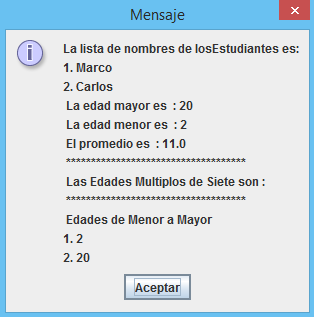 Mensaje
La lista de nombres de losEstudiantes es:
1. Marco
2. Carlos
La edad mayor es : 20
La edad menor es : 2
El promedio es : 11.0
************************************
Las Edades Multiplos de Siete son :
************************************
Edades de Menor a Mayor
1. 2
2. 20
Aceptar